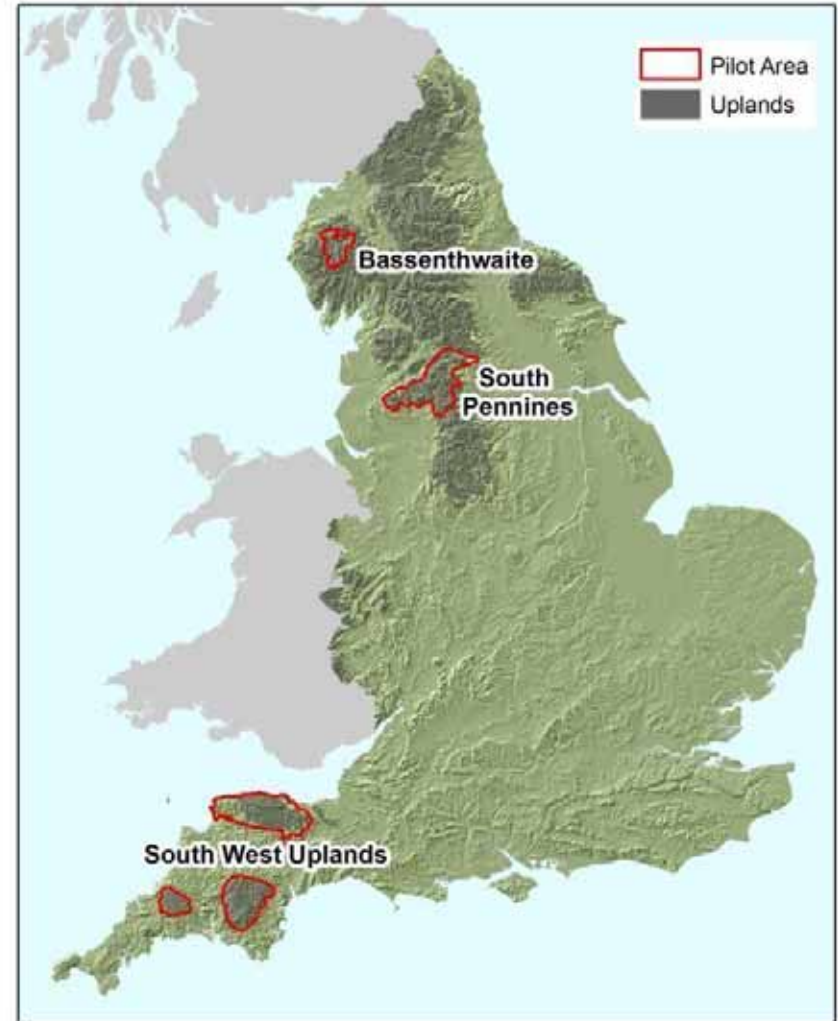 Pilot Area
Uplands
Bassenthwaite
South
Pennines
South West Uplands